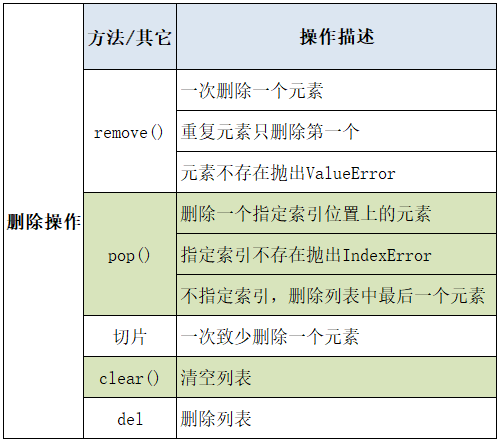 方法/其它
操作描述
删除操作
remove()
一次删除一个元素
重复元素只删除第一个
元素不存在抛出ValueError
pop()
删除一个指定索引位置上的元素
指定索引不存在抛出IndexError
不指定索引，删除列表中最后一个元素
切片
一次致少删除一个元素
clear()
清空列表
del
删除列表